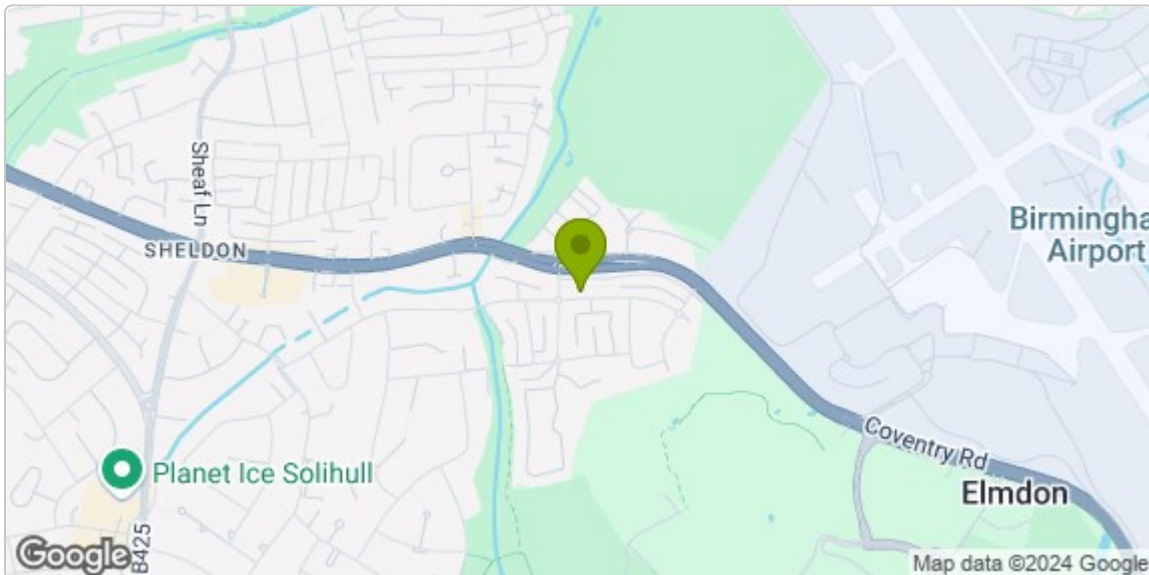 Sheaf Ln
SHELDON
Birmingha
Airport
Coventry Rd
Elmdon
Planet Ice Solihull
B425
Google
Map data ©2024 Google